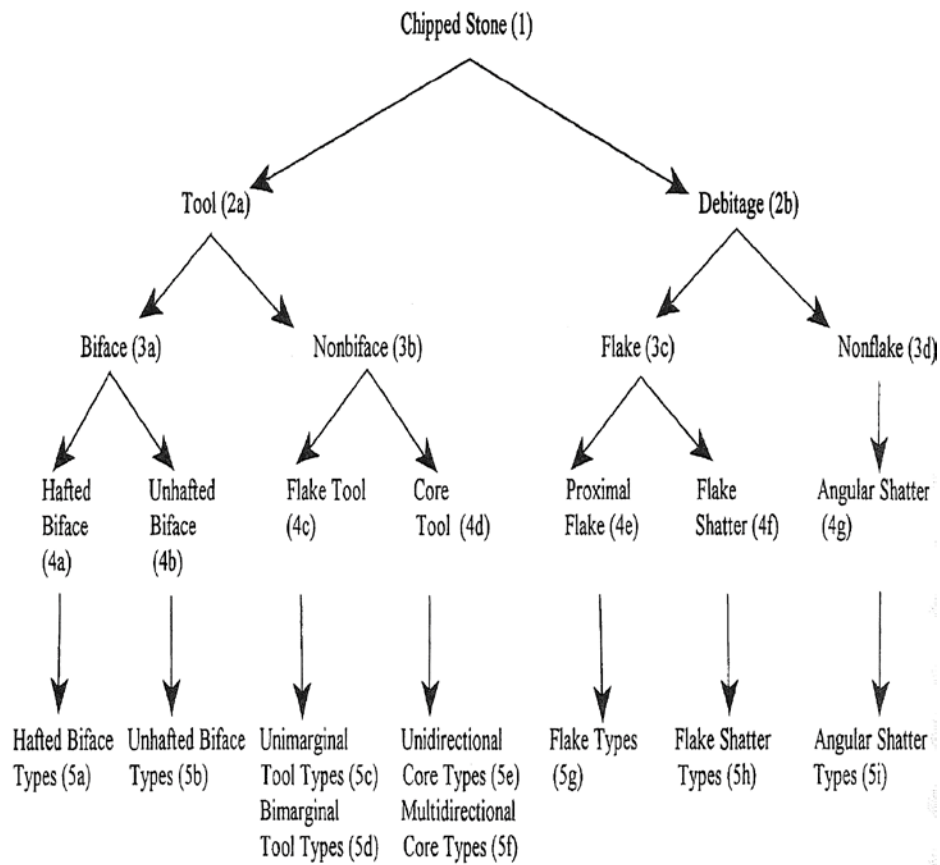 Chipped Stone (1)
Tool (2a)
Debitage (2b)
Biface (3a)
Nonbiface (3b)
Flake (3c)
Nonflake (3d)
Hafted
Biface
(4a)
Unhafted
Biface
(4b)
Flake Tool
(4c)
Core
Tool (4d)
Proximal
Flake (4e)
Flake
Shatter (4f)
Angular Shatter
(4g)
Hafted Biface
Types (5a)
Unhafted Biface
Types (5b)
Unimarginal
Tool Types (5c)
Bimarginal
Tool Types (5d)
Unidirectional
Core Types (5e)
Multidirectional
Core Types (5f)
Flake Types
(5g)
Flake Shatter
Types (5h)
Angular Shatter
Types (5i)